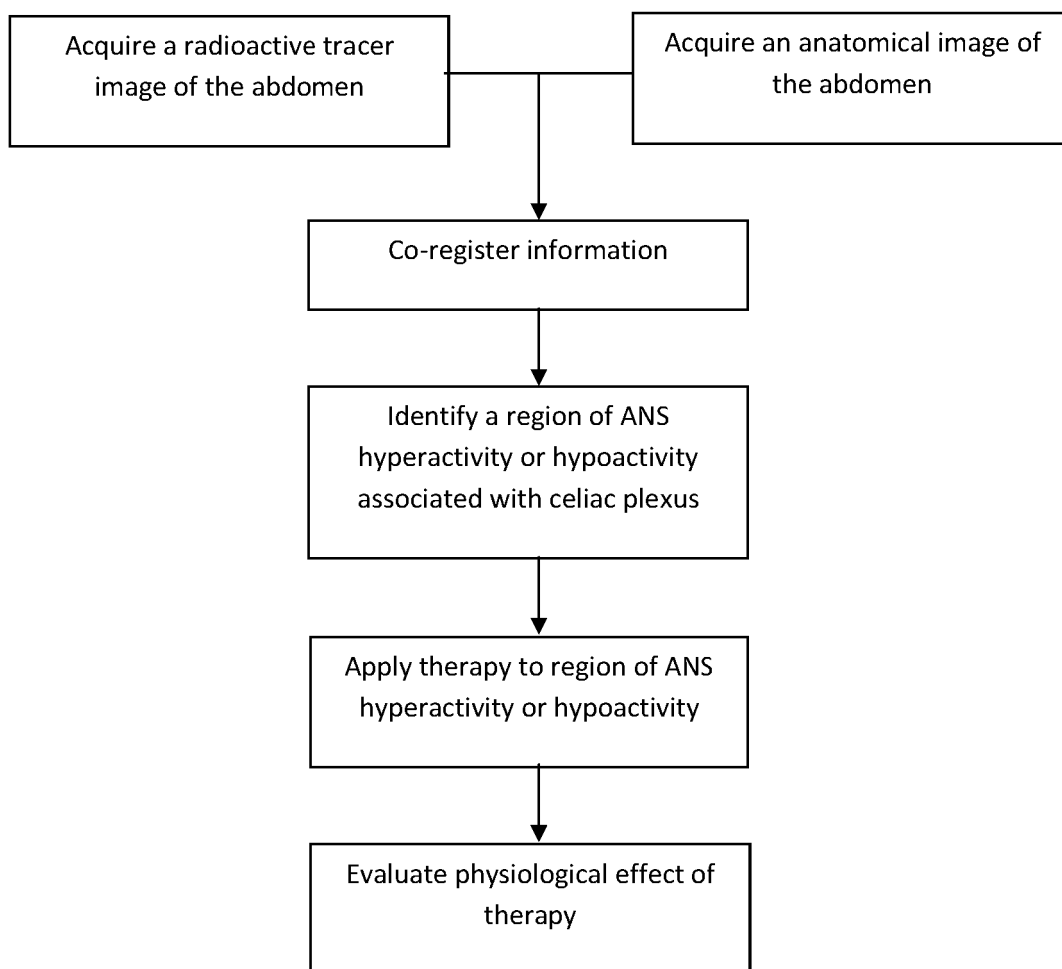 Acquire a radioactive tracer
image of the abdomen
Acquire an anatomical image of
the abdomen
Co-register information
Identify a region of ANS
hyperactivity or hypoactivity
associated with celiac plexus
Apply therapy to region of ANS
hyperactivity or hypoactivity
Evaluate physiological effect of
therapy